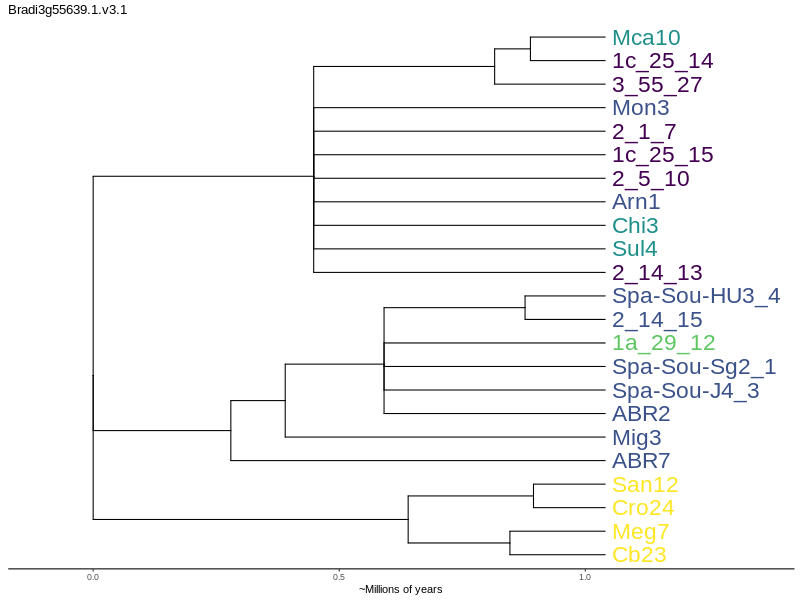 Bradi3g55639.1.v3.1
Mca10
1c_25_14
3_55_27
Mon3
2_1_7
1c_25_15
2_5_10
Arn1
Chi3
Sul4
2_14_13
Spa-Sou-HU3_4
2_14_15
1a_29_12
Spa-Sou-Sg2_1
Spa-Sou-J4_3
ABR2
Mig3
ABR7
San12
Cro24
Meg7
Cb23
0.0 0.5 1.0
~Millions of years